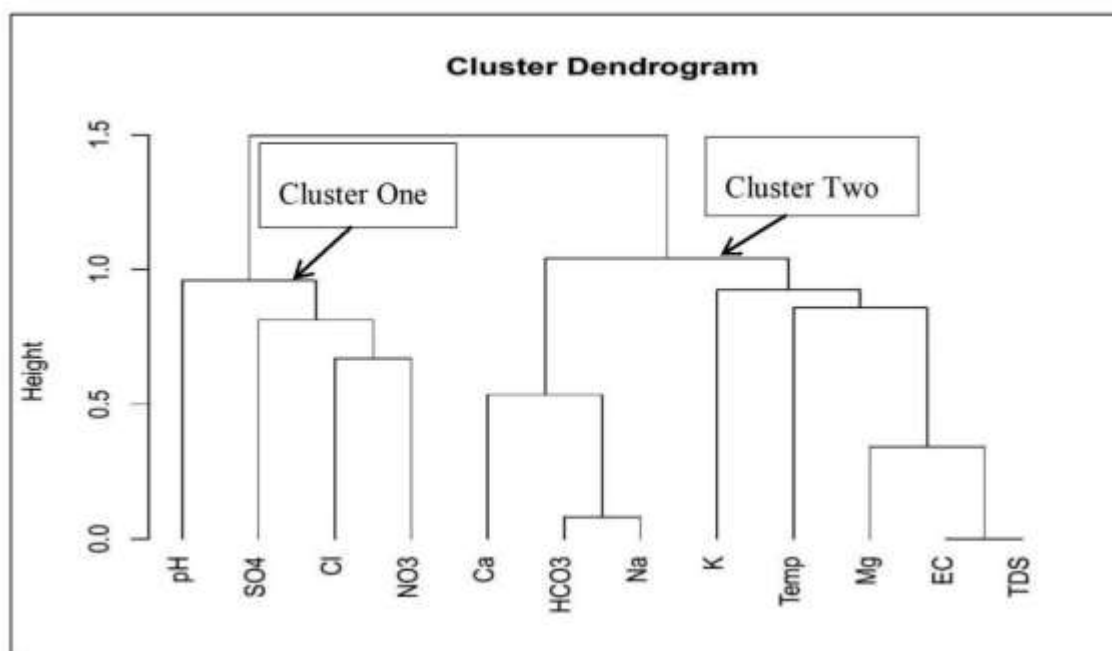 Cluster Dendrogram
Height
1.5
1.0
0.5
0.0
Cluster One
Cluster Two
pH
SO4
Cl
NO3
Ca
HCO3
Na
K
Temp
Mg
EC
TDS